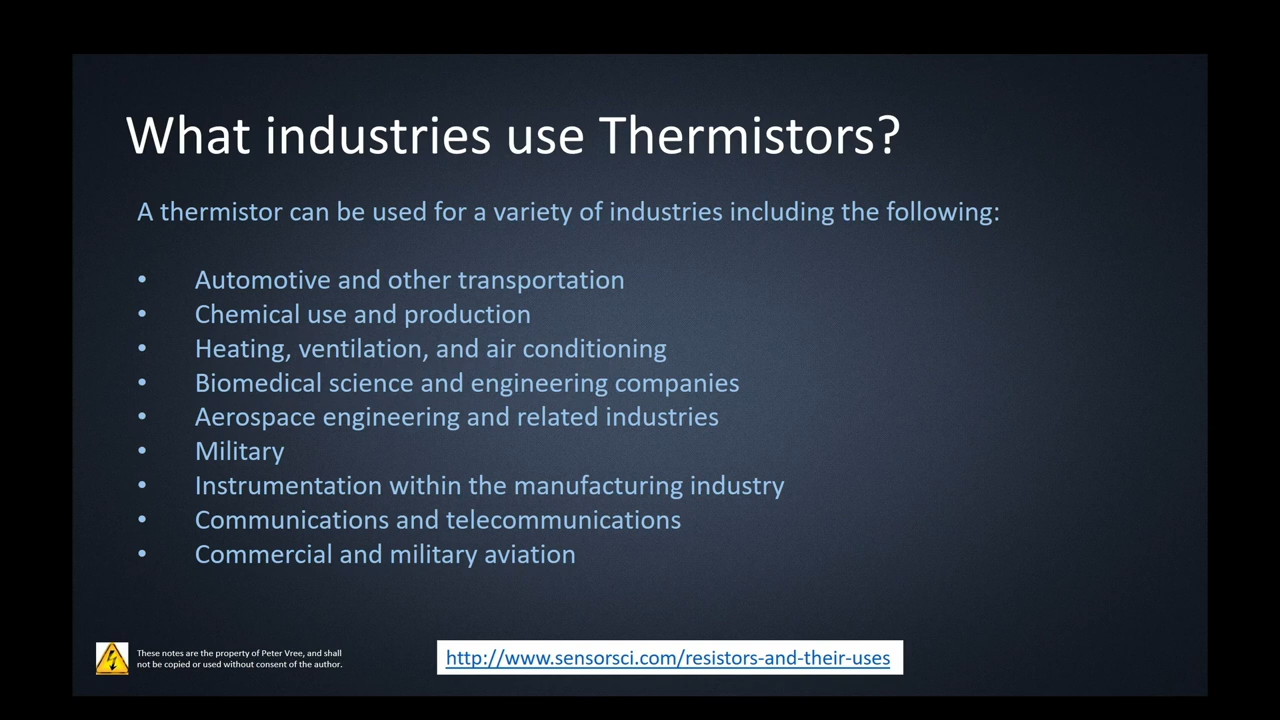 What industries use Thermistors?
A thermistor can be used for a variety of industries including the following:
• Automotive and other transportation
• Chemical use and production
• Heating, ventilation, and air conditioning
• Biomedical science and engineering companies
• Aerospace engineering and related industries
• Military
• Instrumentation within the manufacturing industry
• Communications and telecommunications
• Commercial and military aviation
These notes are the property of Peter Vree, and shall
not be copied or used without consent of the author.
http://www.sensorsci.com/resistors-and-their-uses